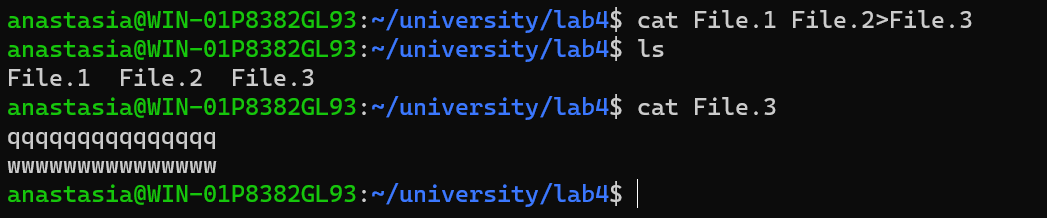 anastasia@WIN-01P8382GL93:~/university/lab4$ cat File.1 File.2>File.3
anastasia@WIN-01P8382GL93:~/university/lab4$ ls
File.1  File.2  File.3
anastasia@WIN-01P8382GL93:~/university/lab4$ cat File.3
qqqqqqqqqqqqqqq
wwwwwwwwwwwwwww
anastasia@WIN-01P8382GL93:~/university/lab4$